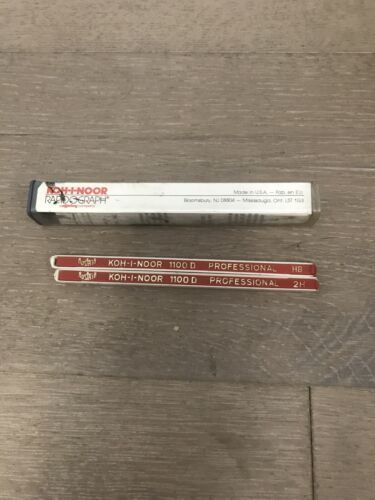 KOH-I-NOOR
RAPIDOGRAPH®
Made in U.S.A. — Fab. en E.U.
Bloomsbury, NJ 08804 — Mississauga, Ont. L5T 1S8
KOH-I-NOOR 1100 D PROFESSIONAL HB
KOH-I-NOOR 1100 D PROFESSIONAL 2H